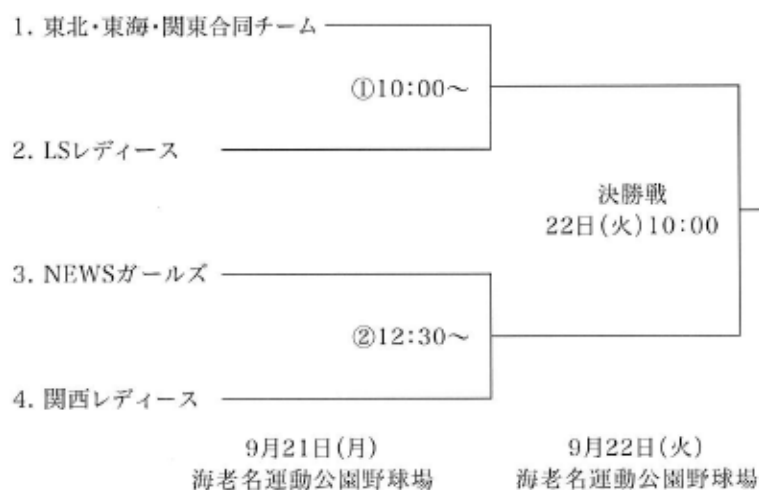 1. 東北・東海・関東合同チーム
①10:00～
2. LSレディース
決勝戦
22日(火)10:00
3. NEWSガールズ
②12:30～
4. 関西レディース
9月21日(月)
海老名運動公園野球場
9月22日(火)
海老名運動公園野球場